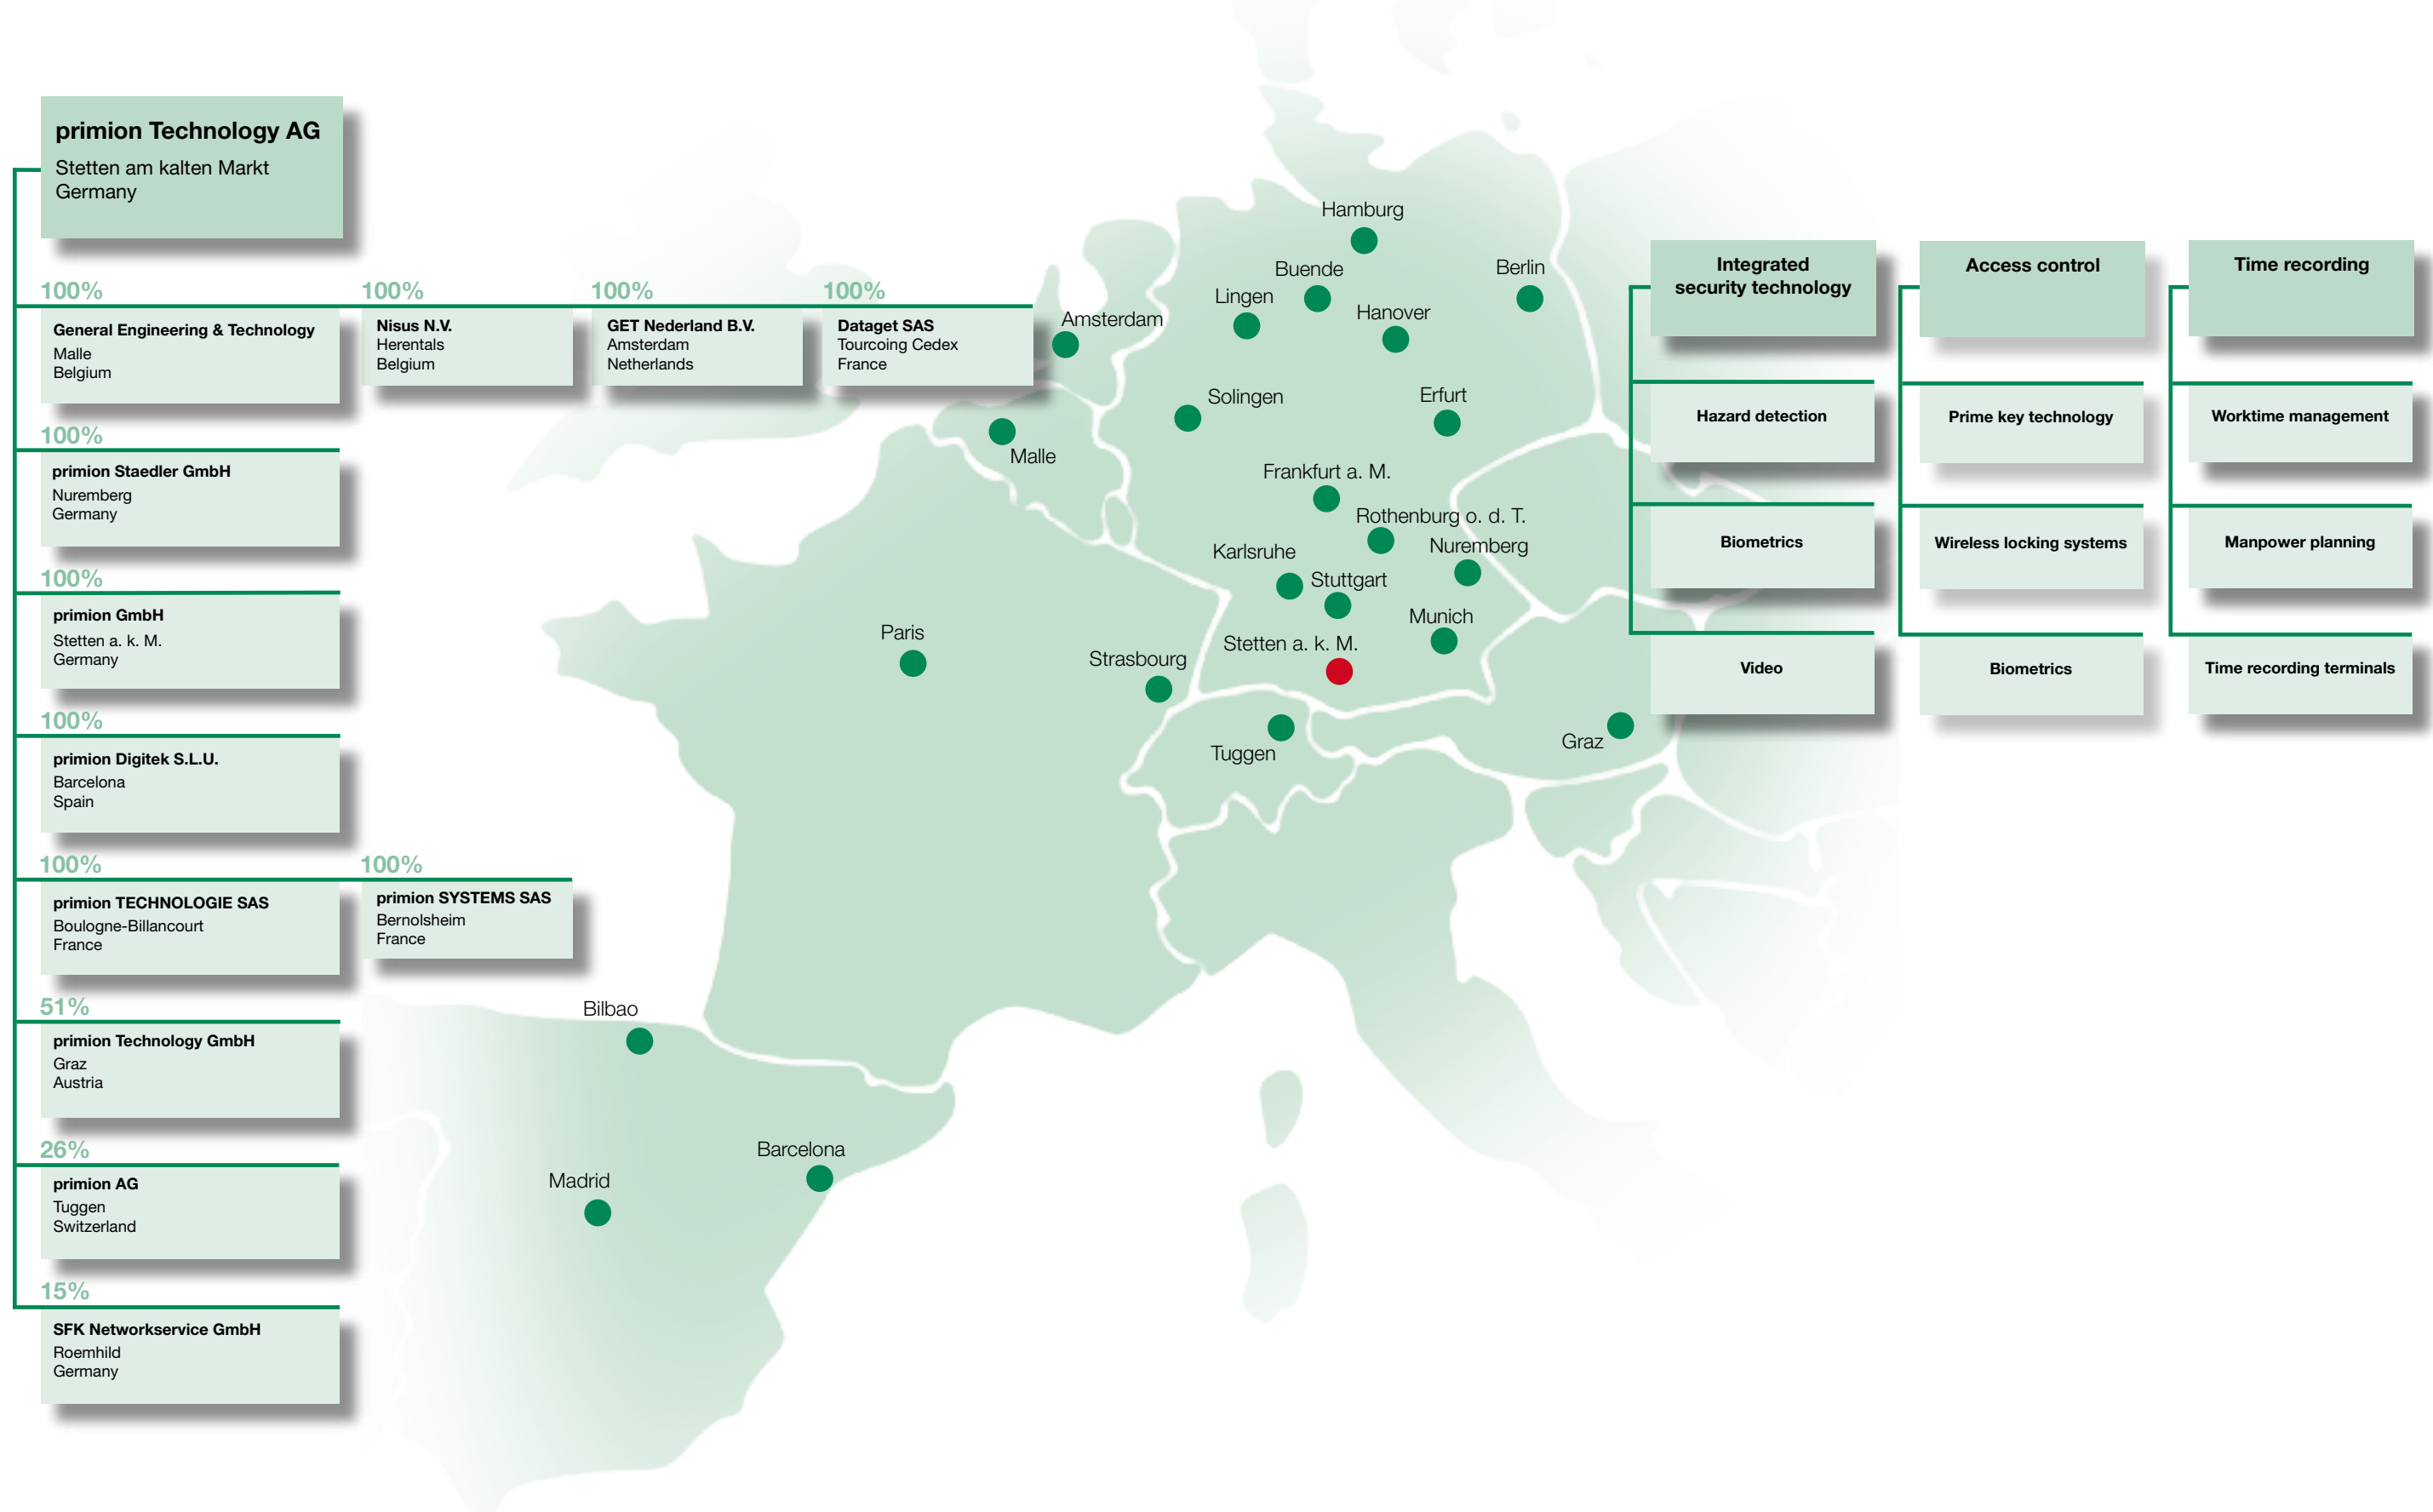 primion Technology AG
Stetten am kalten Markt
Germany
100%
General Engineering & Technology
Malle
Belgium
100%
Nisus N.V.
Herentals
Belgium
100%
GET Nederland B.V.
Amsterdam
Netherlands
100%
Dataget SAS
Tourcoing Cedex
France
100%
primion Staedler GmbH
Nuremberg
Germany
100%
primion GmbH
Stetten a. k. M.
Germany
100%
primion Digitek S.L.U.
Barcelona
Spain
100%
primion TECHNOLOGIE SAS
Boulogne-Billancourt
France
100%
primion SYSTEMS SAS
Bernolsheim
France
51%
primion Technology GmbH
Graz
Austria
26%
primion AG
Tuggen
Switzerland
15%
SFK Networkservice GmbH
Roemhild
Germany
Hamburg
Buende
Berlin
Lingen
Hanover
Amsterdam
Solingen
Erfurt
Malle
Frankfurt a. M.
Rothenburg o. d. T.
Nuremberg
Karlsruhe
Stuttgart
Munich
Paris
Stetten a. k. M.
Strasbourg
Tuggen
Graz
Bilbao
Barcelona
Madrid
Integrated
security technology
Hazard detection
Biometrics
Video
Access control
Prime key technology
Wireless locking systems
Biometrics
Time recording
Worktime management
Manpower planning
Time recording terminals